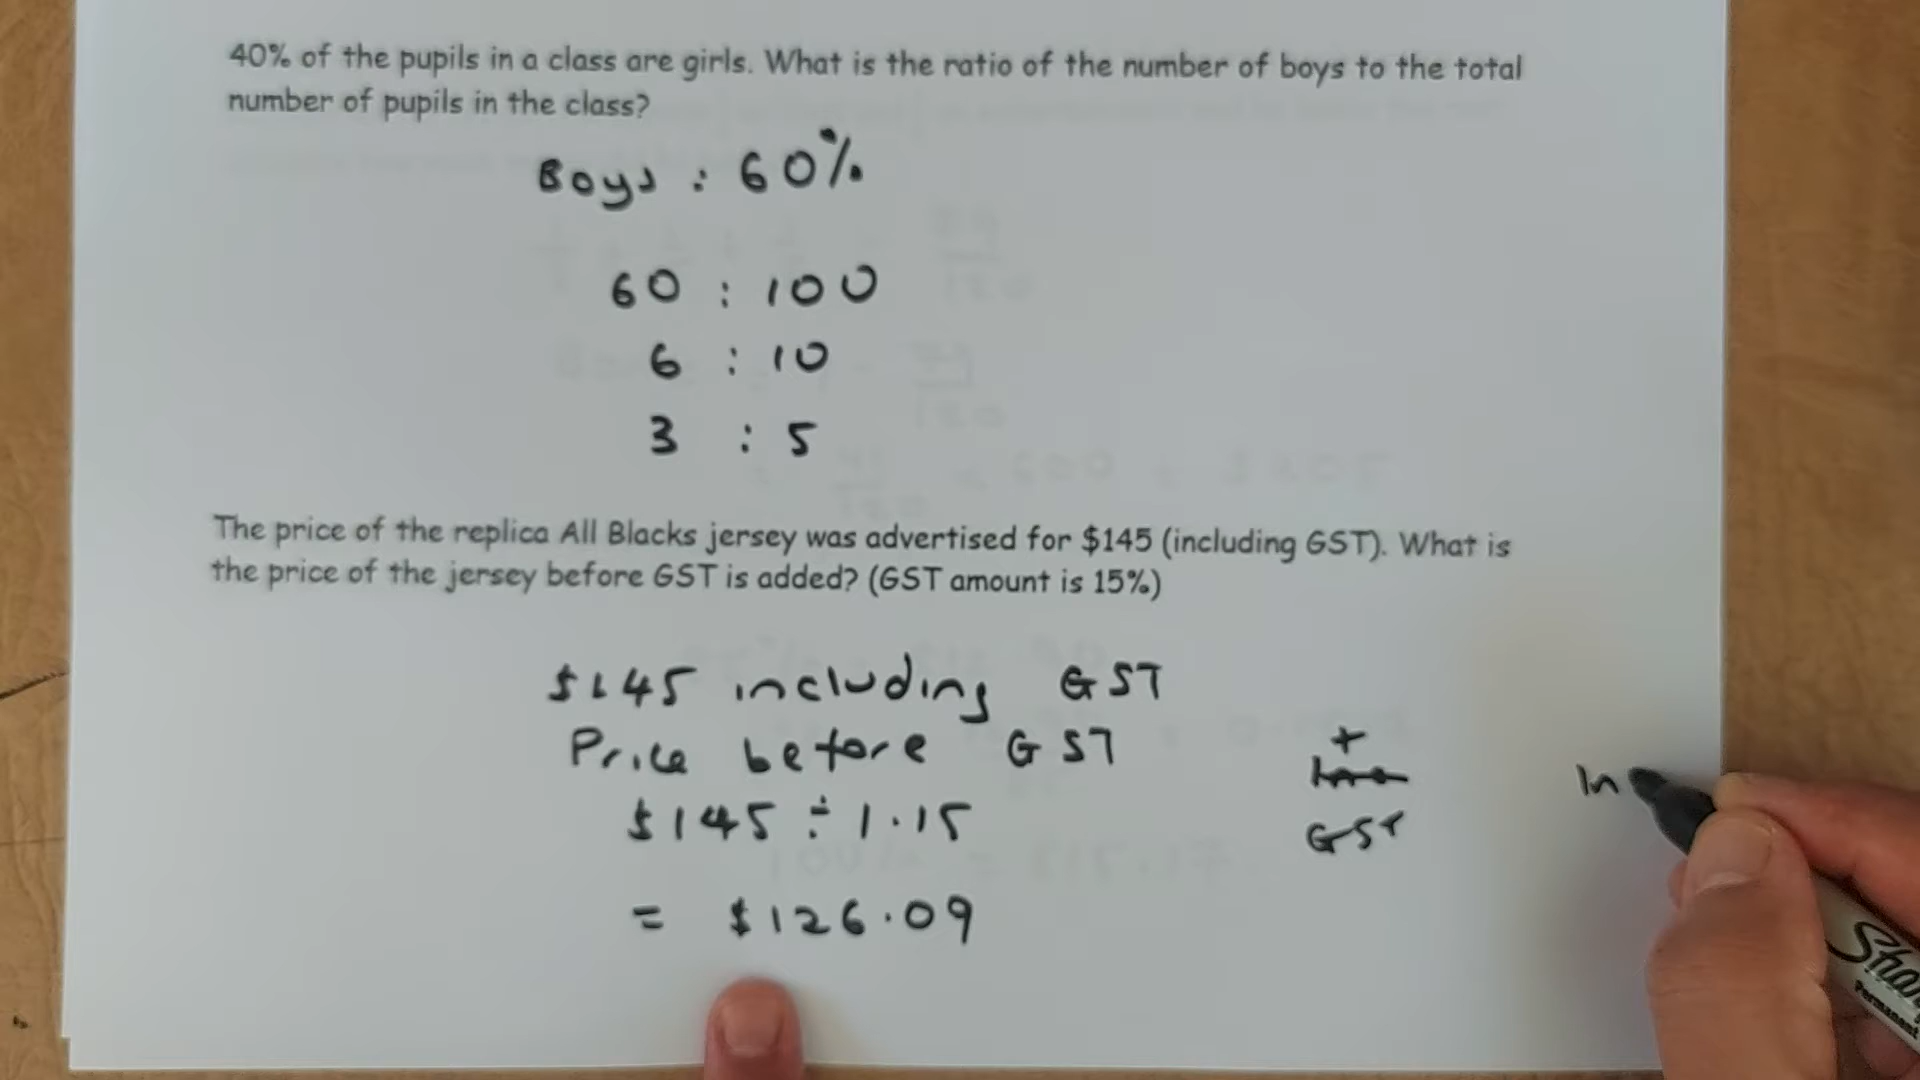 40% of the pupils in a class are girls. What is the ratio of the number of boys to the total
number of pupils in the class?
Boys : 60%
60 : 100
6 : 10
3 : 5
The price of the replica All Blacks jersey was advertised for $145 (including GST). What is
the price of the jersey before GST is added? (GST amount is 15%)
$145 including GST
Price before GST
$145 ÷ 1.15
= $126.09
+
GST
In